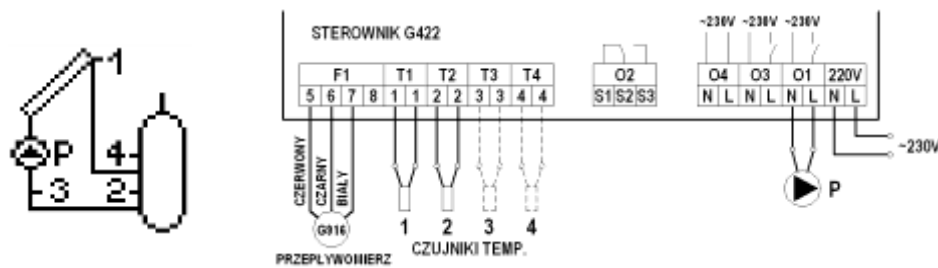 1
P
4
3
2
~230V ~230V ~230V
STEROWNIK G422
F1 T1 T2 T3 T4 O2 O4 O3 O1 220V
5 6 7 8 1 1 2 2 3 3 4 4 S1 S2 S3 N L N L N L N L
~230V
CZERWONY
CZARNY
BIAŁY
G916
P
1 2 3 4
PRZEPŁYWOMIERZ
CZUJNIKI TEMP.